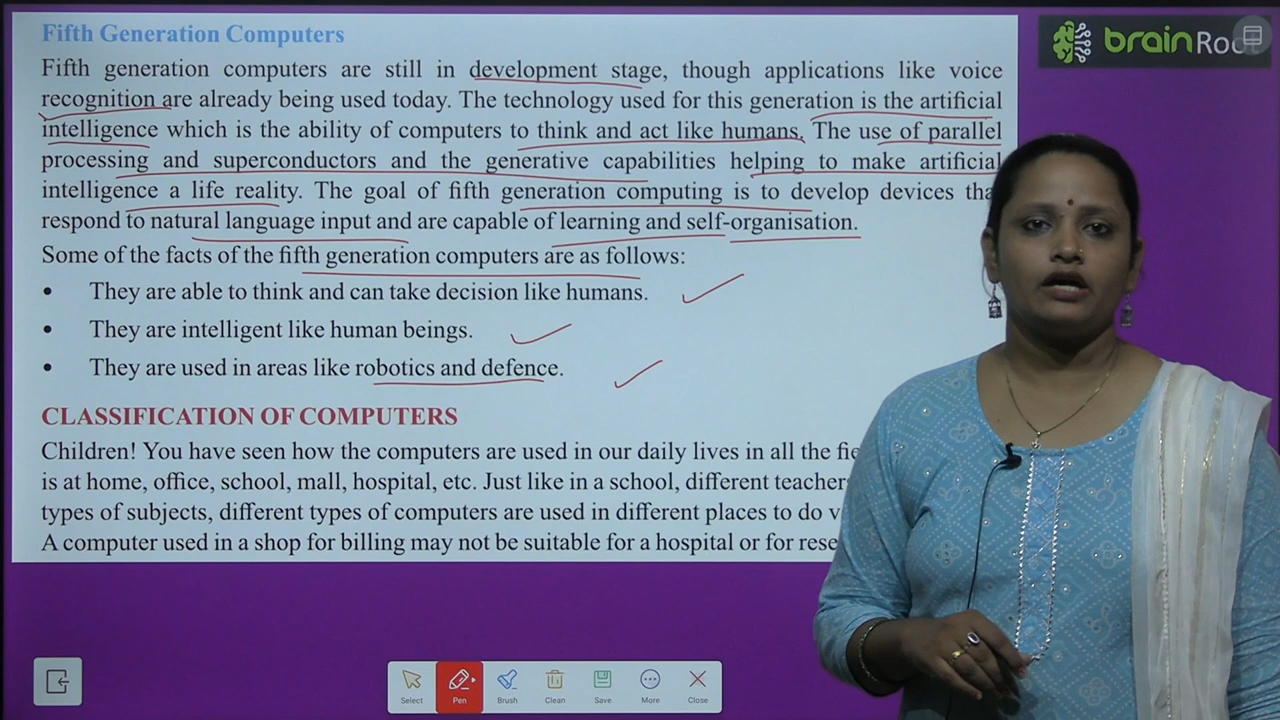 Fifth Generation Computers
brainRoot
Fifth generation computers are still in development stage, though applications like voice
recognition are already being used today. The technology used for this generation is the artificial
intelligence which is the ability of computers to think and act like humans. The use of parallel
processing and superconductors and the generative capabilities helping to make artificial
intelligence a life reality. The goal of fifth generation computing is to develop devices
respond to natural language input and are capable of learning and self-organisation.
Some of the facts of the fifth generation computers are as follows:
• They are able to think and can take decision like humans.
• They are intelligent like human beings.
• They are used in areas like robotics and defence.
CLASSIFICATION OF COMPUTERS
Children! You have seen how the computers are used in our daily lives in all the
is at home, office, school, mall, hospital, etc. Just like in a school, different
types of subjects, different types of computers are used in different places to do
A computer used in a shop for billing may not be suitable for a hospital or for
Select Pen Brush Clean Save More Close